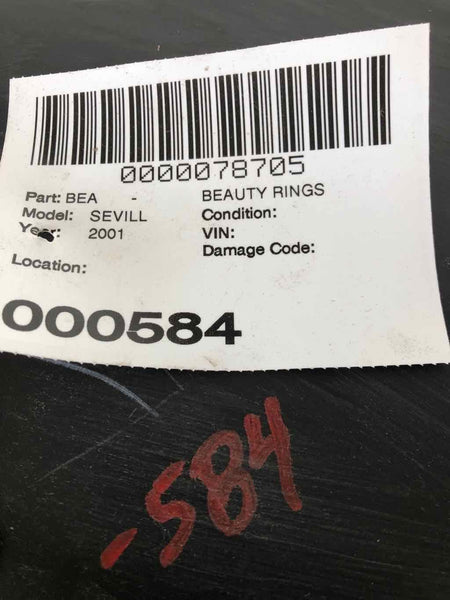 0000078705
Part: BEA - BEAUTY RINGS
Model: SEVILL Condition:
Year: 2001 VIN:
Damage Code:
Location:
000584
-584